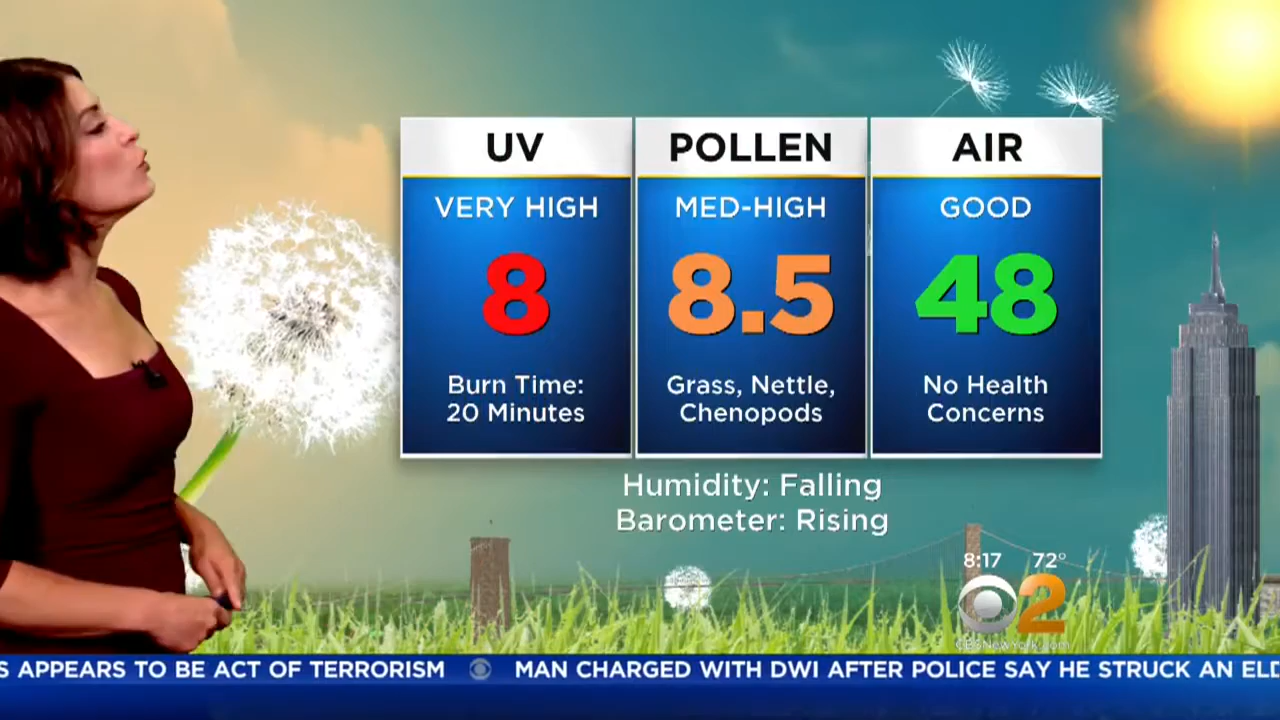 UV
VERY HIGH
8
Burn Time:
20 Minutes
POLLEN
MED-HIGH
8.5
Grass, Nettle,
Chenopods
AIR
GOOD
48
No Health
Concerns
Humidity: Falling
Barometer: Rising
8:17 72°
2
CBSNewYork.com
S APPEARS TO BE ACT OF TERRORISM MAN CHARGED WITH DWI AFTER POLICE SAY HE STRUCK AN ELD